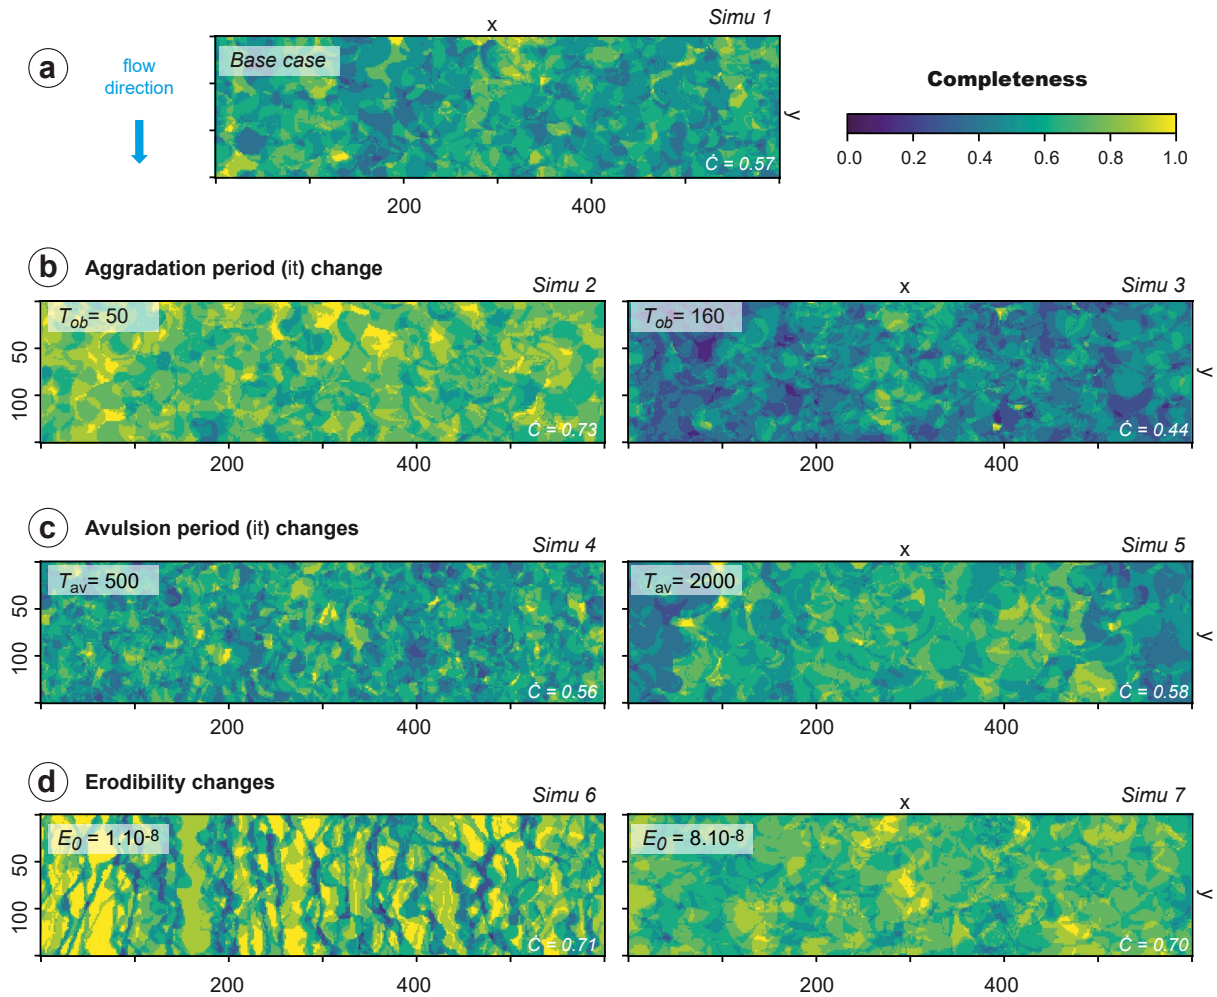 x
Simu 1
a
flow
direction
Base case
Completeness
y
Ċ = 0.57
0.0 0.2 0.4 0.6 0.8 1.0
200 400
b Aggradation period (it) change
Simu 2
x
Simu 3
T_ob= 50
T_ob= 160
50
100
y
Ċ = 0.73
Ċ = 0.44
200 400
200 400
c Avulsion period (it) changes
Simu 4
x
Simu 5
T_av= 500
T_av= 2000
50
100
y
Ċ = 0.56
Ċ = 0.58
200 400
200 400
d Erodibility changes
Simu 6
x
Simu 7
E_0 = 1.10-8
E_0 = 8.10-8
50
100
y
Ċ = 0.71
Ċ = 0.70
200 400
200 400